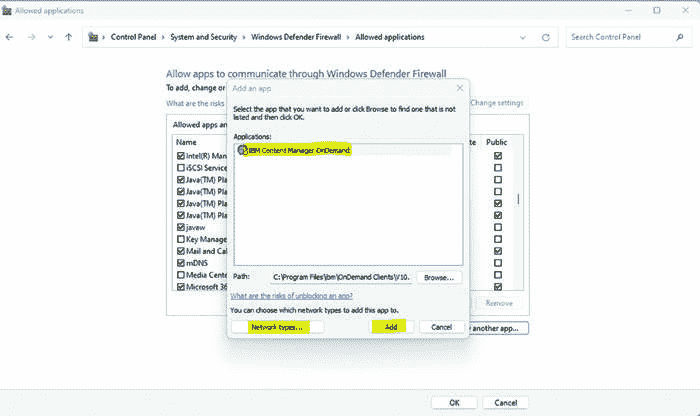 Allowed applications
Control Panel > System and Security > Windows Defender Firewall > Allowed applications
Search Control Panel
Allow apps to communicate through Windows Defender Firewall
To add, change or
What are the risks
Change settings
Allowed apps an
Name
Public
Intel(R) Man
iSCSI Service
Java(TM) Pla
Java(TM) Pla
Java(TM) Pla
Java(TM) Pla
javaw
Key Manage
Mail and Cal
mDNS
Media Cente
Microsoft 36
Remove
another app...
Add an app
Select the app that you want to add or click Browse to find one that is not
listed and then click OK.
Applications:
IBM Content Manager OnDemand
Path:
C:\Program Files\ibm\OnDemand Clients\V10.
Browse...
What are the risks of unblocking an app?
You can choose which network types to add this app to.
Network types...
Add
Cancel
OK
Cancel